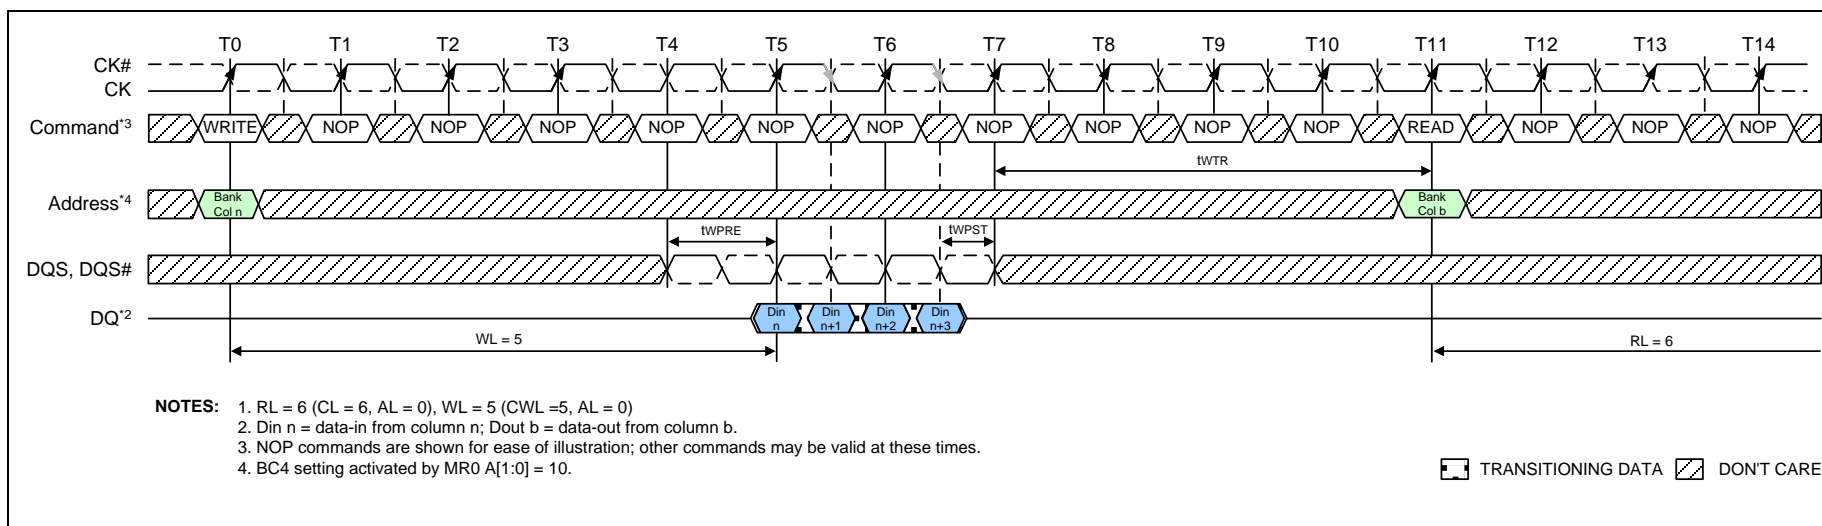 T0 T1 T2 T3 T4 T5 T6 T7 T8 T9 T10 T11 T12 T13 T14
CK#
CK
Command*3 WRITE NOP NOP NOP NOP NOP NOP NOP NOP NOP NOP READ NOP NOP NOP
tWTR
Address*4 Bank Col n Bank Col b
tWPRE tWPST
DQS, DQS#
DQ*2 Din n Din n+1 Din n+2 Din n+3
WL = 5 RL = 6
NOTES: 1. RL = 6 (CL = 6, AL = 0), WL = 5 (CWL =5, AL = 0)
2. Din n = data-in from column n; Dout b = data-out from column b.
3. NOP commands are shown for ease of illustration; other commands may be valid at these times.
4. BC4 setting activated by MR0 A[1:0] = 10.
TRANSITIONING DATA DON'T CARE